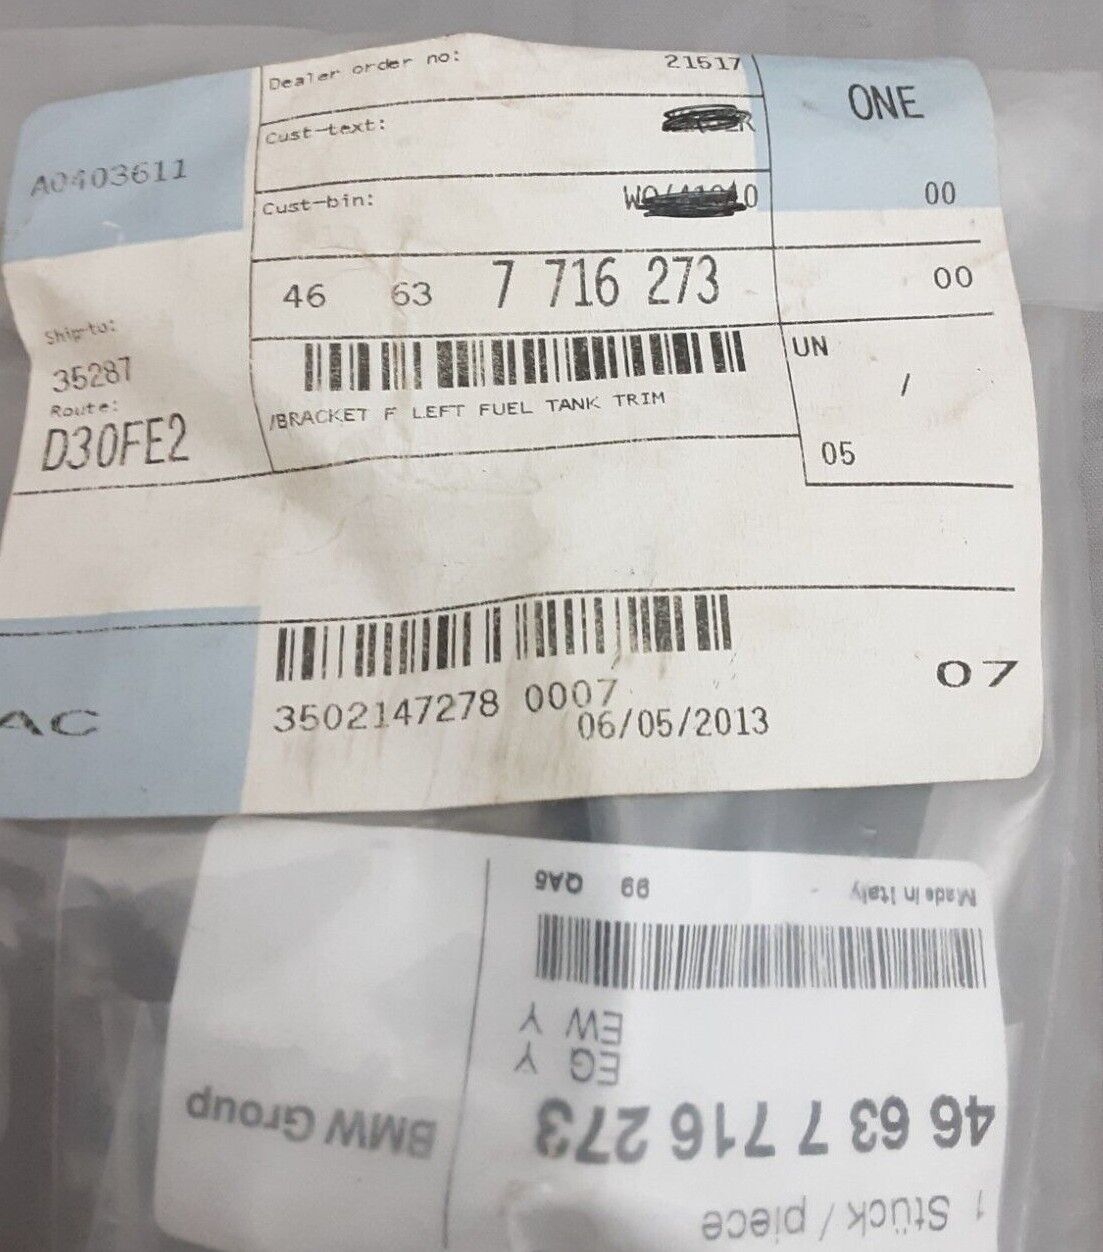 Dealer order no: 21517
ONE
Cust-text:
A0403611
Cust-bin:
00
46 63 7 716 273
00
Ship-to:
35287
Route:
D30FE2
UN
/
/BRACKET F LEFT FUEL TANK TRIM
05
3502147278 0007
06/05/2013
07
AC
Made in Italy - 99 QA5
EW Y
EG Y
46 63 7 716 273
BMW Group
1 Stück / piece